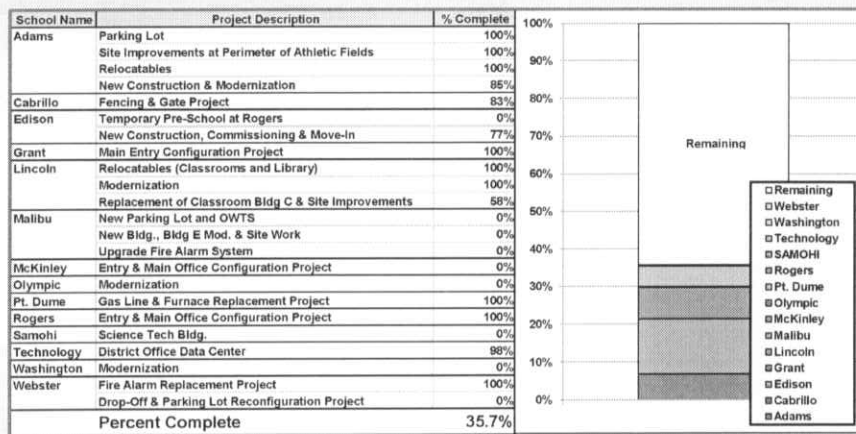 School Name Project Description % Complete
Adams Parking Lot 100%
Site Improvements at Perimeter of Athletic Fields 100%
Relocatables 100%
New Construction & Modernization 85%
Cabrillo Fencing & Gate Project 83%
Edison Temporary Pre-School at Rogers 0%
New Construction, Commissioning & Move-In 77%
Grant Main Entry Configuration Project 100%
Lincoln Relocatables (Classrooms and Library) 100%
Modernization 100%
Replacement of Classroom Bldg C & Site Improvements 58%
Malibu New Parking Lot and OWTS 0%
New Bldg., Bldg E Mod. & Site Work 0%
Upgrade Fire Alarm System 0%
McKinley Entry & Main Office Configuration Project 0%
Olympic Modernization 0%
Pt. Dume Gas Line & Furnace Replacement Project 100%
Rogers Entry & Main Office Configuration Project 100%
Samohi Science Tech Bldg. 0%
Technology District Office Data Center 98%
Washington Modernization 0%
Webster Fire Alarm Replacement Project 100%
Drop-Off & Parking Lot Reconfiguration Project 0%
Percent Complete 35.7%
100%
90%
80%
70%
60%
50%
40%
30%
20%
10%
0%
Remaining
Remaining
Webster
Washington
Technology
SAMOHI
Rogers
Pt. Dume
Olympic
McKinley
Malibu
Lincoln
Grant
Edison
Cabrillo
Adams